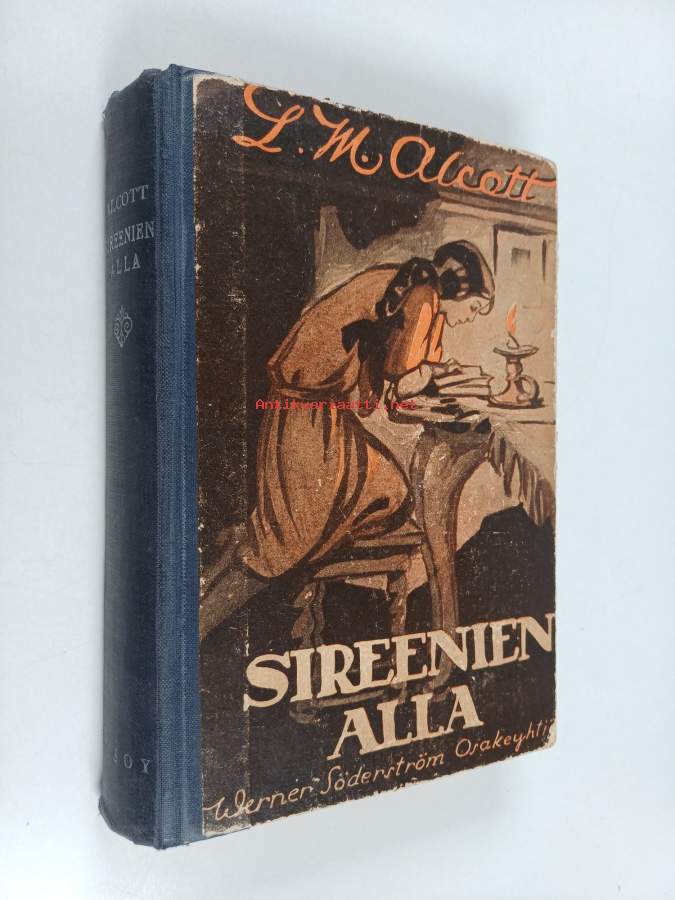 L. M. Alcott
SIREENIEN
ALLA
Werner Söderström Osakeyhtiö
ALCOTT
SIREENIEN
ALLA
WSOY
Antikvariaatti.net